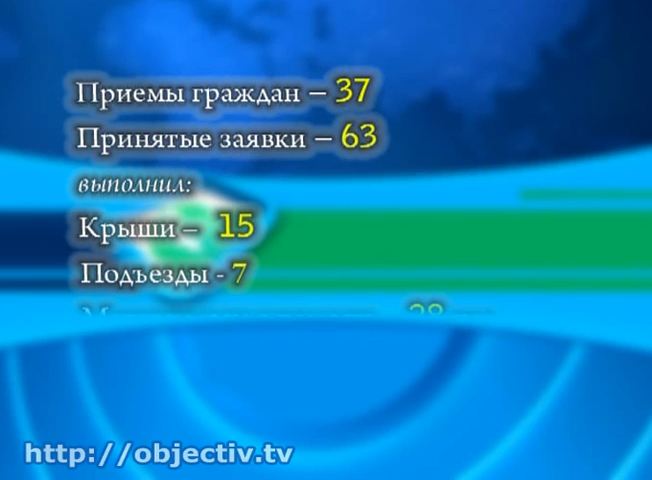 Приемы граждан – 37
Принятые заявки – 63
выполнил:
Крыши – 15
Подъезды - 7
http://objectiv.tv